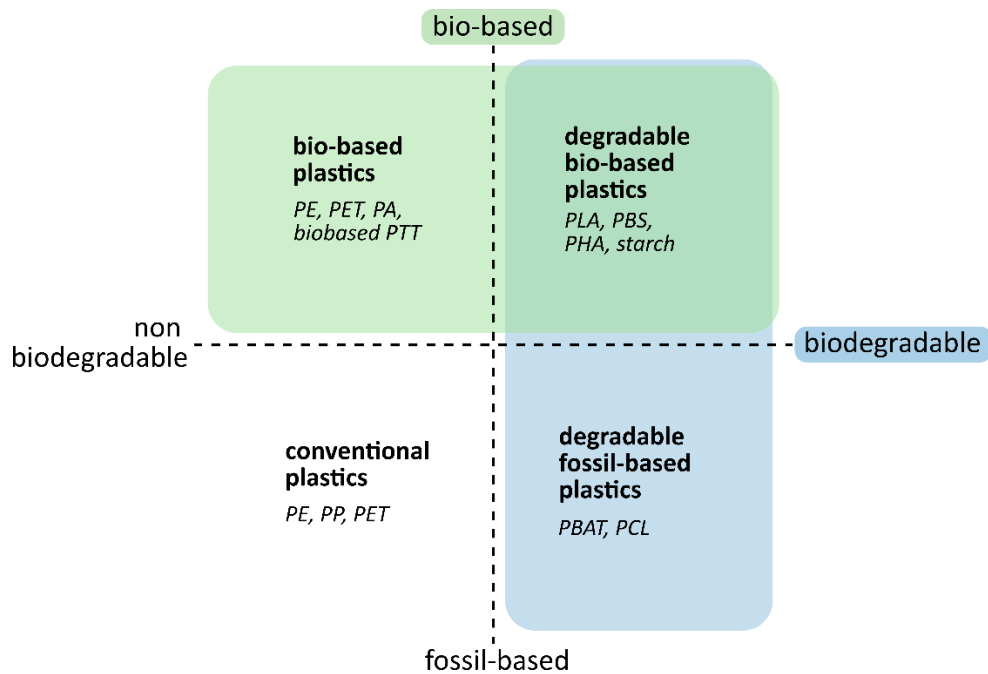 bio-based
bio-based
plastics
PE, PET, PA,
biobased PTT
degradable
bio-based
plastics
PLA, PBS,
PHA, starch
non
biodegradable
biodegradable
conventional
plastics
PE, PP, PET
degradable
fossil-based
plastics
PBAT, PCL
fossil-based